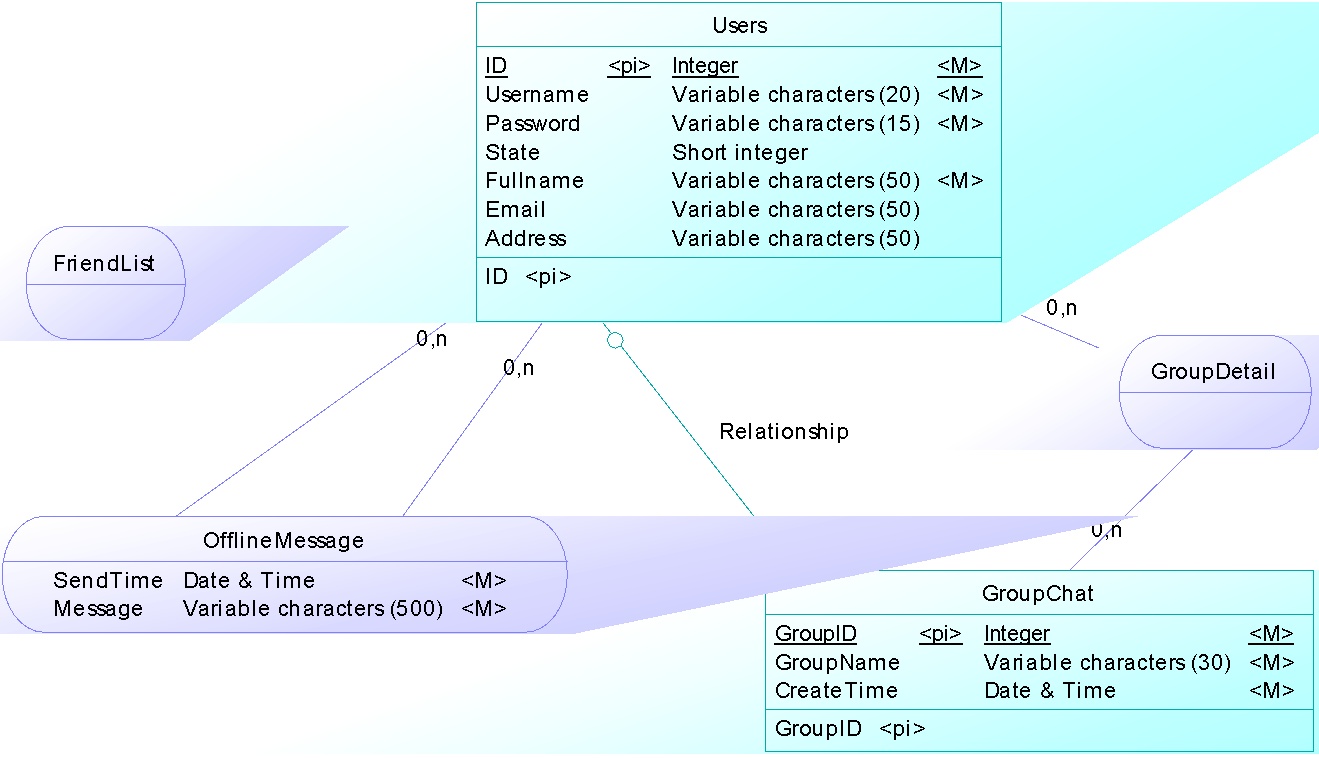 Users
ID <pi> Integer <M>
Username Variable characters (20) <M>
Password Variable characters (15) <M>
State Short integer
Fullname Variable characters (50) <M>
Email Variable characters (50)
Address Variable characters (50)
ID <pi>
FriendList
0,n
0,n
0,n
GroupDetail
Relationship
OfflineMessage
SendTime Date & Time <M>
Message Variable characters (500) <M>
0,n
GroupChat
GroupID <pi> Integer <M>
GroupName Variable characters (30) <M>
CreateTime Date & Time <M>
GroupID <pi>